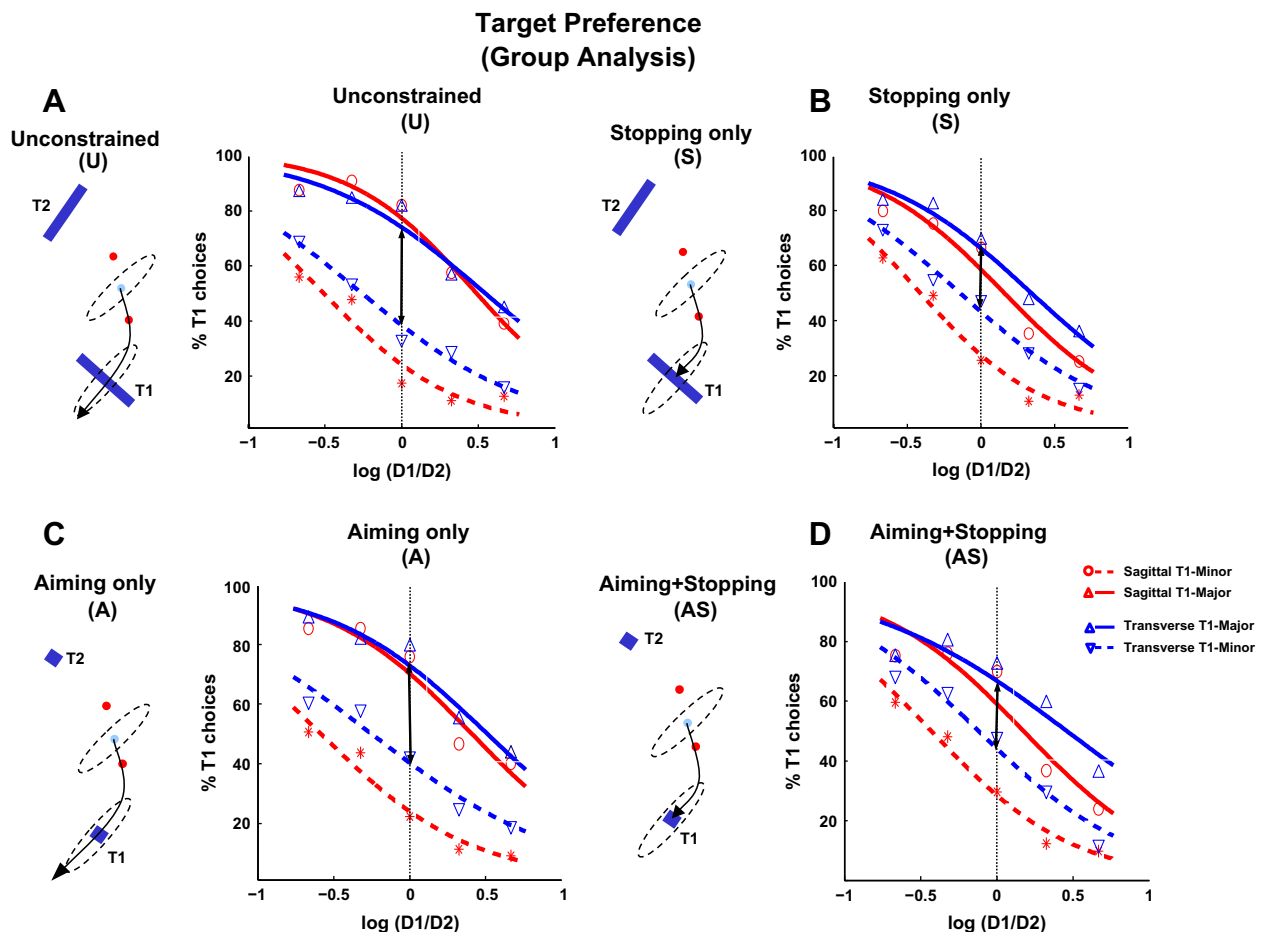 Target Preference
(Group Analysis)
A
Unconstrained
(U)
T2
T1
Unconstrained
(U)
% T1 choices
100
80
60
40
20
−1
−0.5
0
0.5
1
log (D1/D2)
Stopping only
(S)
T2
T1
B
Stopping only
(S)
% T1 choices
100
80
60
40
20
−1
−0.5
0
0.5
1
log (D1/D2)
C
Aiming only
(A)
T2
T1
Aiming only
(A)
% T1 choices
100
80
60
40
20
−1
−0.5
0
0.5
1
log (D1/D2)
Aiming+Stopping
(AS)
T2
T1
D
Aiming+Stopping
(AS)
% T1 choices
100
80
60
40
20
−1
−0.5
0
0.5
1
log (D1/D2)
Sagittal T1-Minor
Sagittal T1-Major
Transverse T1-Major
Transverse T1-Minor